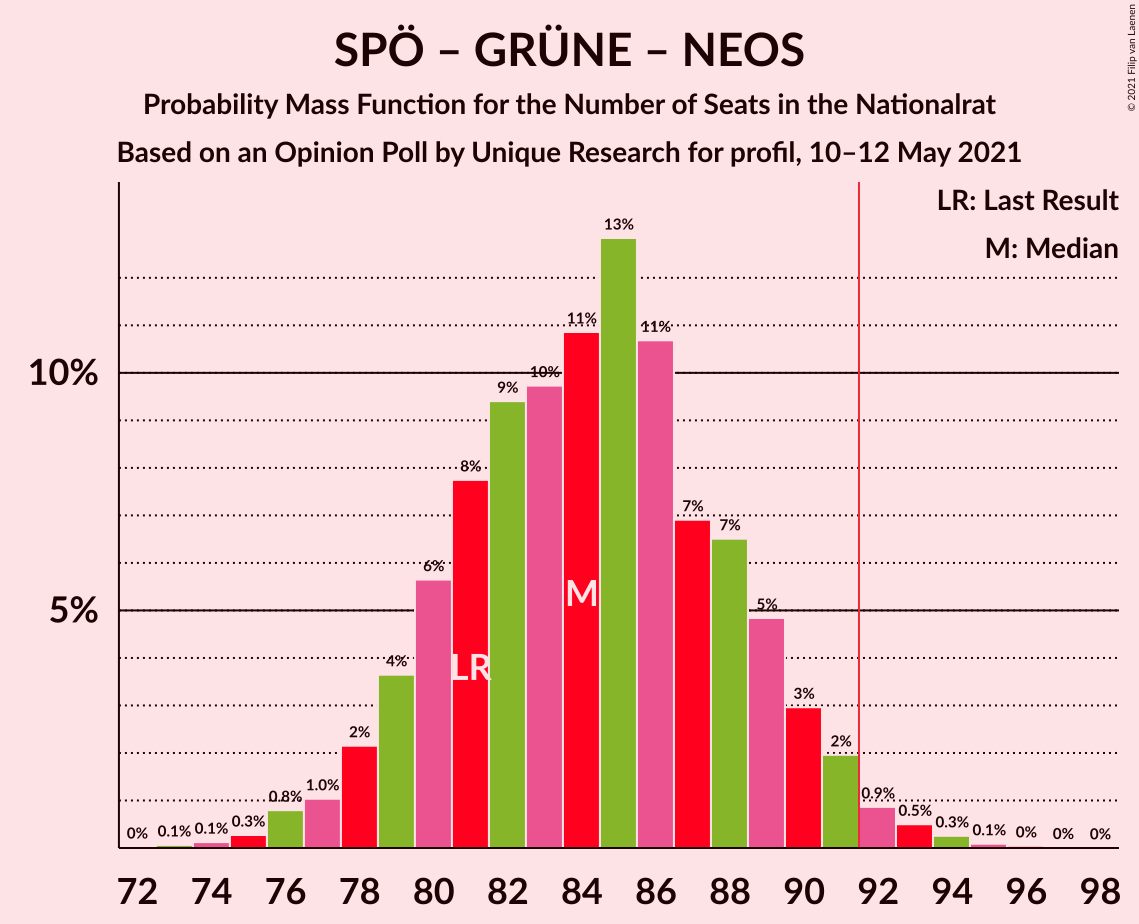 SPÖ – GRÜNE – NEOS
Probability Mass Function for the Number of Seats in the Nationalrat
Based on an Opinion Poll by Unique Research for profil, 10–12 May 2021
© 2021 Filip van Laenen
LR: Last Result
M: Median
10%
5%
0% 0.1% 0.1% 0.3% 0.8% 1.0% 2% 4% 6% 8% 9% 10% 11% 13% 11% 7% 7% 5% 3% 2% 0.9% 0.5% 0.3% 0.1% 0% 0% 0%
M
LR
72 74 76 78 80 82 84 86 88 90 92 94 96 98